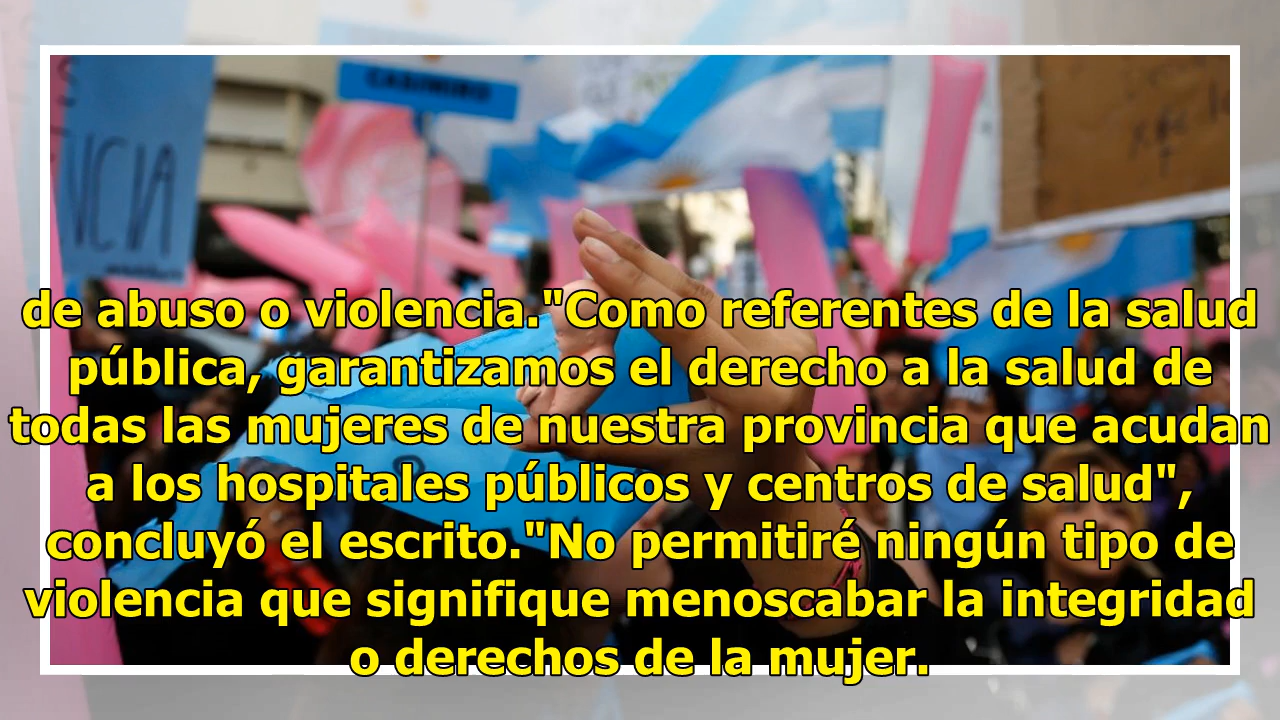 CASIMIRO
NCIA
de abuso o violencia."Como referentes de la salud
pública, garantizamos el derecho a la salud de
todas las mujeres de nuestra provincia que acudan
a los hospitales públicos y centros de salud",
concluyó el escrito."No permitiré ningún tipo de
violencia que signifique menoscabar la integridad
o derechos de la mujer.